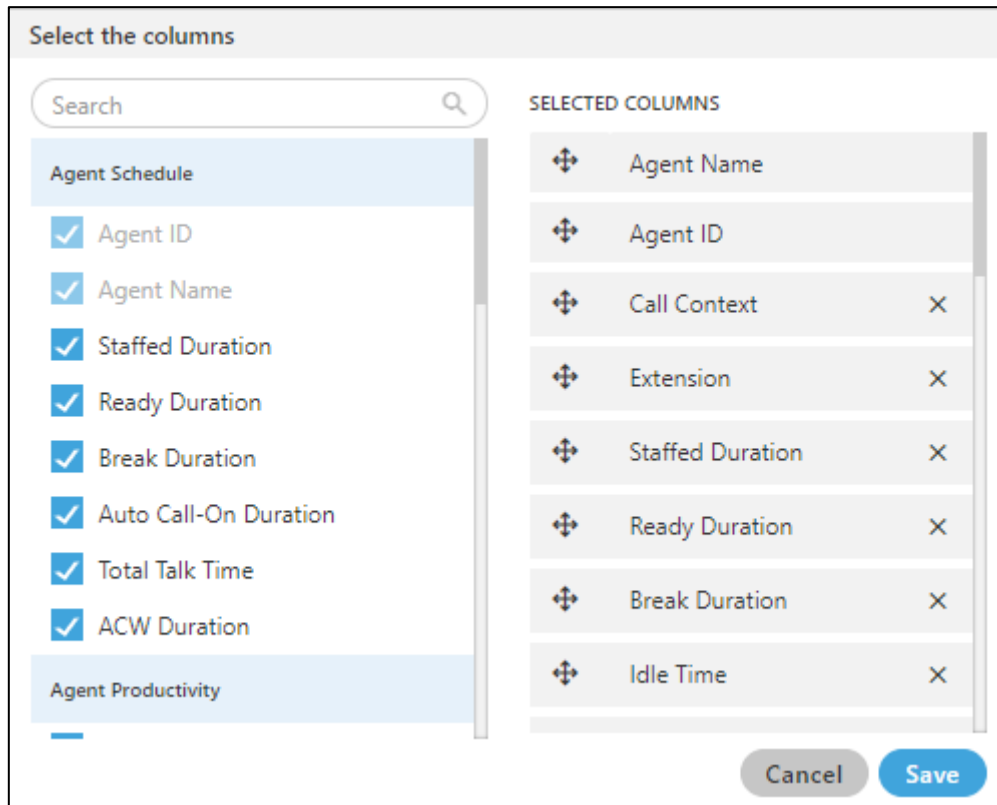 Select the columns
Search
Agent Schedule
Agent ID
Agent Name
Staffed Duration
Ready Duration
Break Duration
Auto Call-On Duration
Total Talk Time
ACW Duration
Agent Productivity
SELECTED COLUMNS
Agent Name
Agent ID
Call Context
Extension
Staffed Duration
Ready Duration
Break Duration
Idle Time
Cancel
Save